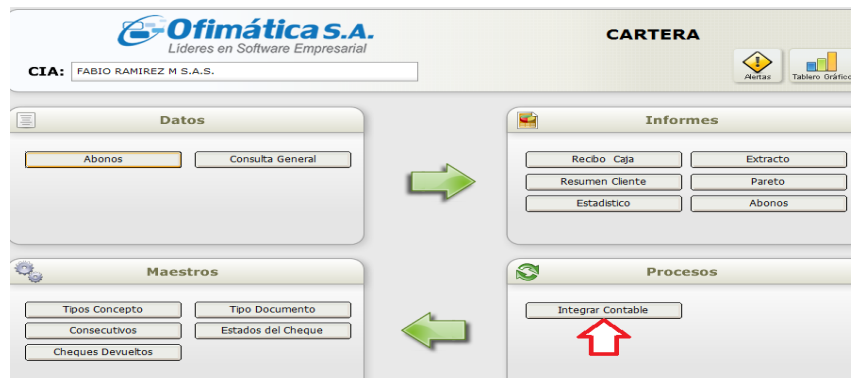 Ofimática S.A.
Líderes en Software Empresarial
CARTERA
CIA: FABIO RAMIREZ M S.A.S.
Alertas
Tablero Gráfico
Datos
Abonos
Consulta General
Informes
Recibo Caja
Extracto
Resumen Cliente
Pareto
Estadistico
Abonos
Maestros
Tipos Concepto
Tipo Documento
Consecutivos
Estados del Cheque
Cheques Devueltos
Procesos
Integrar Contable